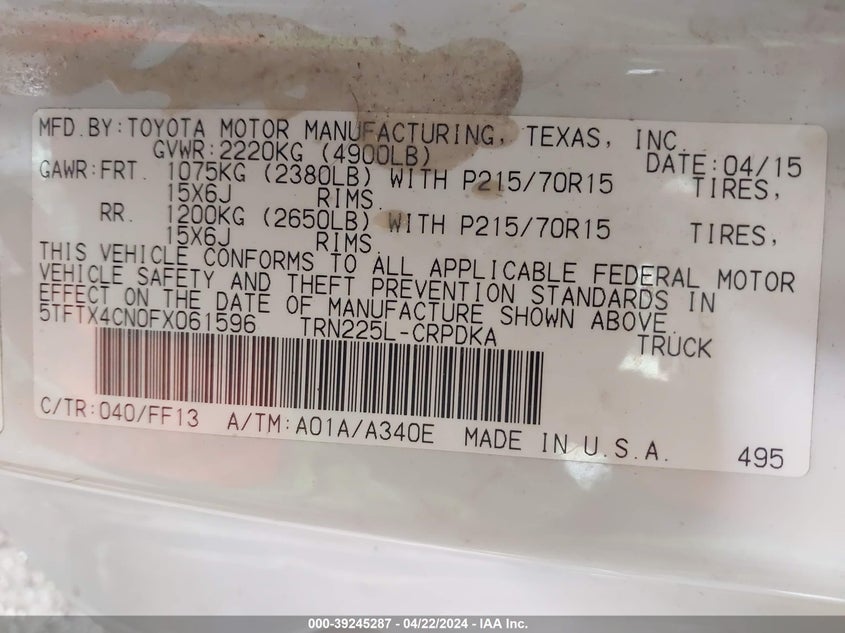 MFD.BY:TOYOTA MOTOR MANUFACTURING, TEXAS, INC.
GVWR:2220KG (4900LB) DATE:04/15
GAWR:FRT. 1075KG (2380LB) WITH P215/70R15 TIRES,
15X6J RIMS.
RR. 1200KG (2650LB) WITH P215/70R15 TIRES,
15X6J RIMS.
THIS VEHICLE CONFORMS TO ALL APPLICABLE FEDERAL MOTOR
VEHICLE SAFETY AND THEFT PREVENTION STANDARDS IN
EFFECT ON THE DATE OF MANUFACTURE SHOWN ABOVE.
5TFTX4CN0FX061596 TRN225L-CRPDKA TRUCK
C/TR:040/FF13 A/TM:A01A/A340E MADE IN U.S.A. 495
000-39245287 - 04/22/2024 - IAA Inc.